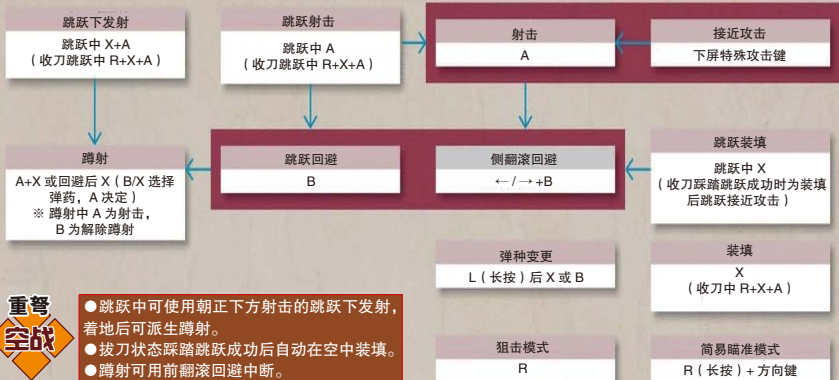 跳跃下发射
跳跃中 X+A
（收刀跳跃中 R+X+A）
跳跃射击
跳跃中 A
（收刀跳跃中 R+X+A）
射击
A
接近攻击
下屏特殊攻击键
蹲射
A+X 或回避后 X（B/X 选择
弹药，A 决定）
※ 蹲射中 A 为射击，
B 为解除蹲射
跳跃回避
B
侧翻滚回避
←/→+B
跳跃装填
跳跃中 X
（收刀踩踏跳跃成功时为装填
后跳跃接近攻击）
弹种变更
L（长按）后 X 或 B
装填
X
（收刀中 R+X+A）
重弩
空战
●跳跃中可使用朝正下方射击的跳跃下发射，
着地后可派生蹲射。
●拔刀状态踩踏跳跃成功后自动在空中装填。
●蹲射可用前翻滚回避中断。
狙击模式
R
简易瞄准模式
R（长按）+ 方向键